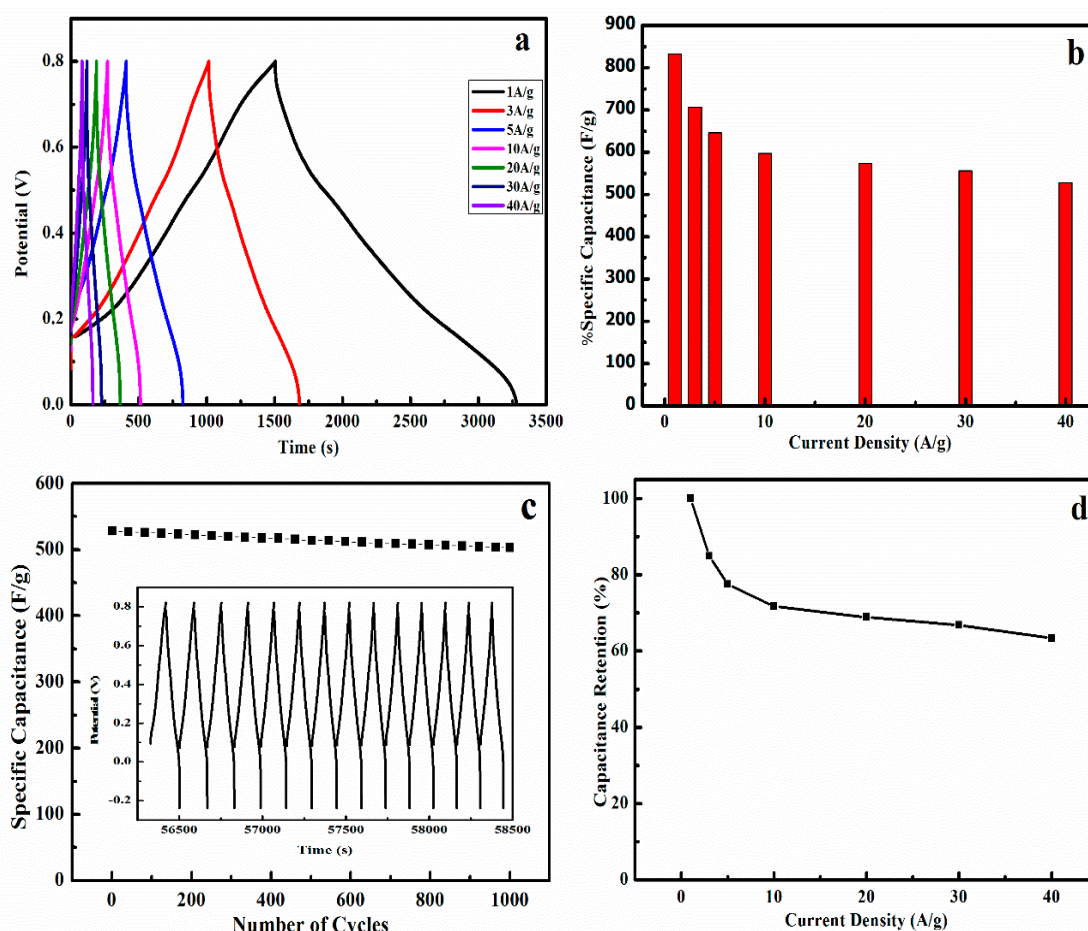 a
0.8
0.6
0.4
0.2
0.0
Potential (V)
1A/g
3A/g
5A/g
10A/g
20A/g
30A/g
40A/g
0 500 1000 1500 2000 2500 3000 3500
Time (s)
b
900
800
700
600
500
400
300
200
100
0
%Specific Capacitance (F/g)
0 10 20 30 40
Current Density (A/g)
c
600
500
400
300
200
100
0
Specific Capacitance (F/g)
0.8
0.6
0.4
0.2
0.0
-0.2
Potential (V)
56500 57000 57500 58000 58500
Time (s)
0 200 400 600 800 1000
Number of Cycles
d
100
80
60
40
20
0
Capacitance Retention (%)
0 10 20 30 40
Current Density (A/g)